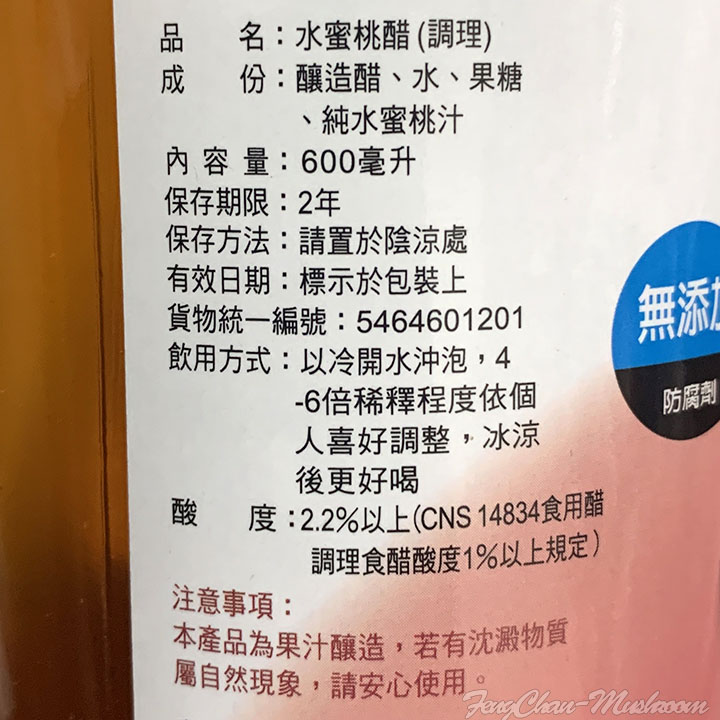 品　　名：水蜜桃醋(調理)
成　　份：釀造醋、水、果糖
、純水蜜桃汁
內 容 量：600毫升
保存期限：2年
保存方法：請置於陰涼處
有效日期：標示於包裝上
貨物統一編號：5464601201
飲用方式：以冷開水沖泡，4
-6倍稀釋程度依個
人喜好調整，冰涼
後更好喝
酸　　度：2.2%以上(CNS 14834食用醋
調理食醋酸度1%以上規定)
注意事項：
本產品為果汁釀造，若有沈澱物質
屬自然現象，請安心使用。
無添加
防腐劑
FengChan-Mushroom